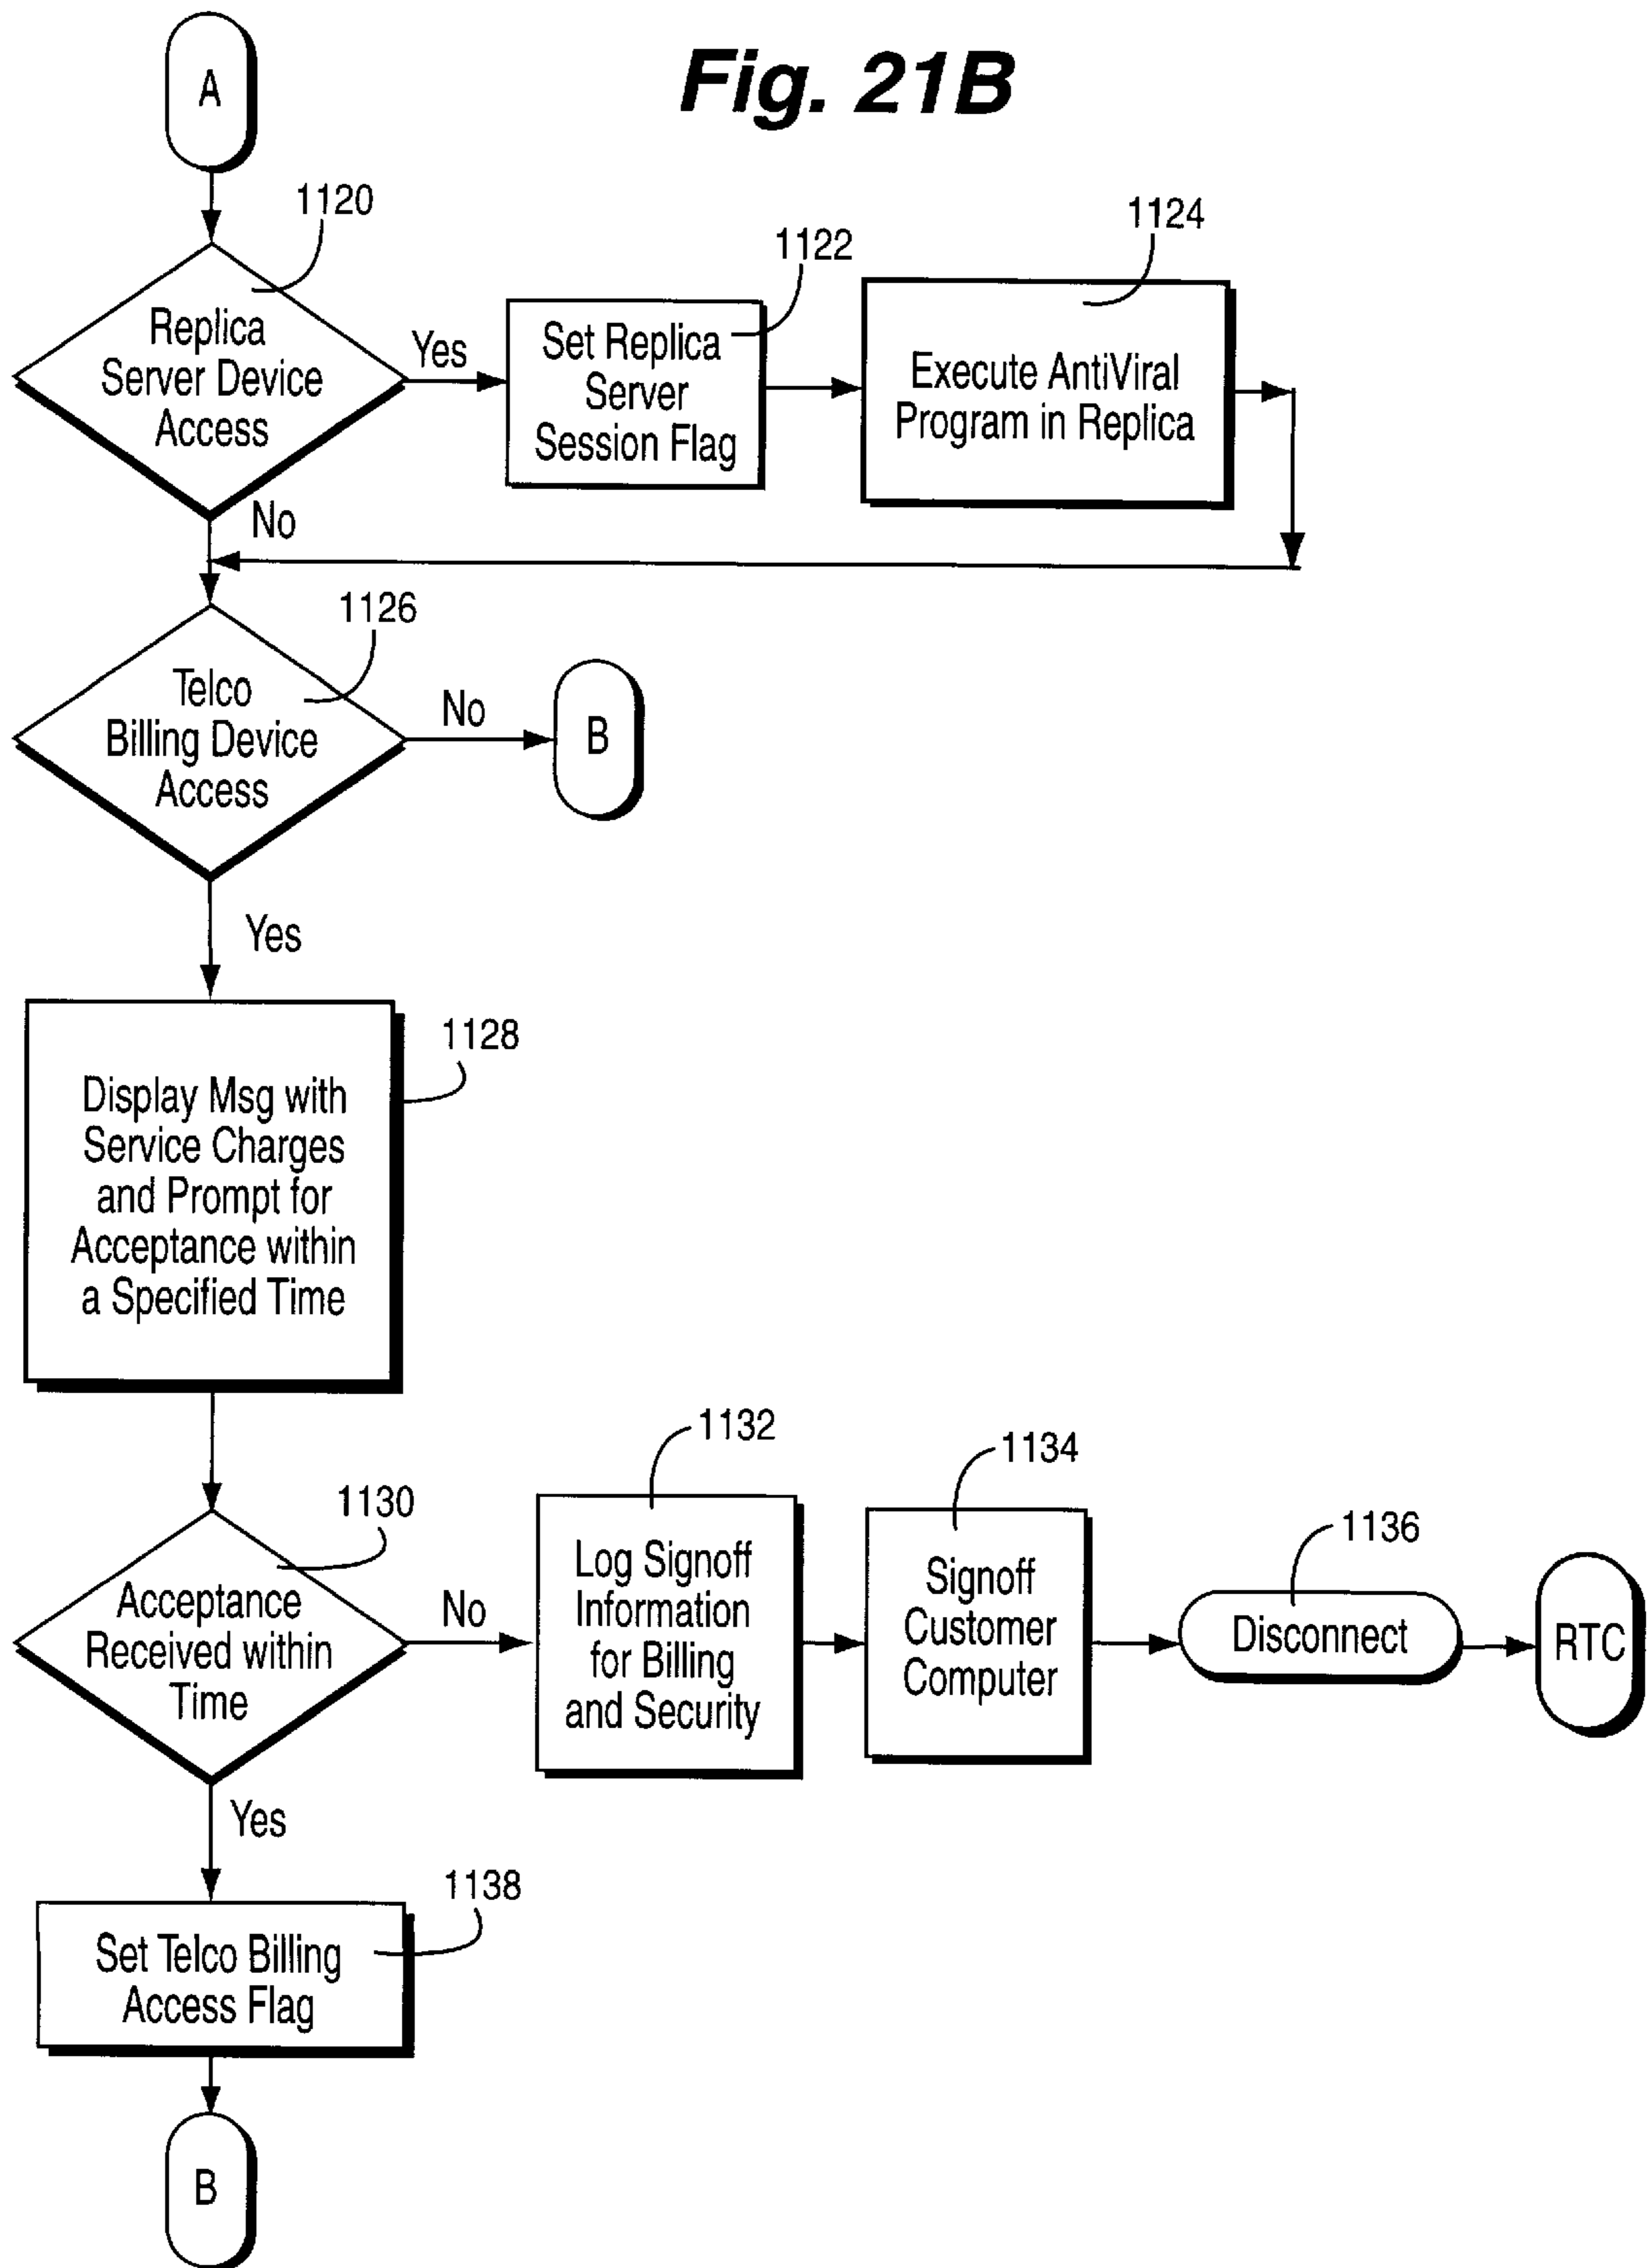 Fig. 21B
A
1120
Replica
Server Device
Access
Yes
1122
Set Replica
Server
Session Flag
1124
Execute AntiViral
Program in Replica
No
1126
Telco
Billing Device
Access
No
B
Yes
1128
Display Msg with
Service Charges
and Prompt for
Acceptance within
a Specified Time
1130
Acceptance
Received within
Time
No
1132
Log Signoff
Information
for Billing
and Security
1134
Signoff
Customer
Computer
1136
Disconnect
RTC
Yes
1138
Set Telco Billing
Access Flag
B